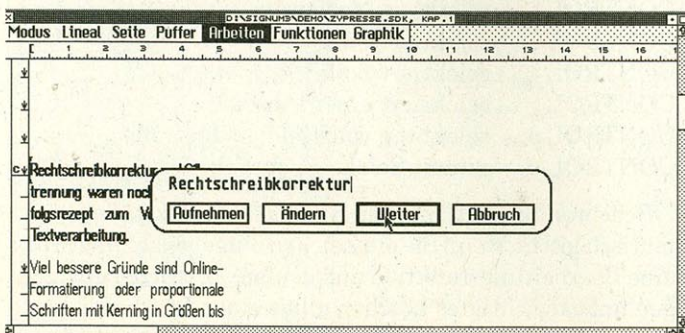 D:\SIGNUM3\DEMO\ZVPRESSE.SDK, KAP.1
Modus Lineal Seite Puffer Arbeiten Funktionen Graphik
1 2 3 4 5 6 7 8 9 10 11 12 13 14 15 16
Rechtschreibkorrektur
trennung waren noch
folgsrezept zum
Textverarbeitung.
Viel bessere Gründe sind Online-
Formatierung oder proportionale
Schriften mit Kerning in Größen bis
Rechtschreibkorrektur
Aufnehmen Ändern Weiter Abbruch